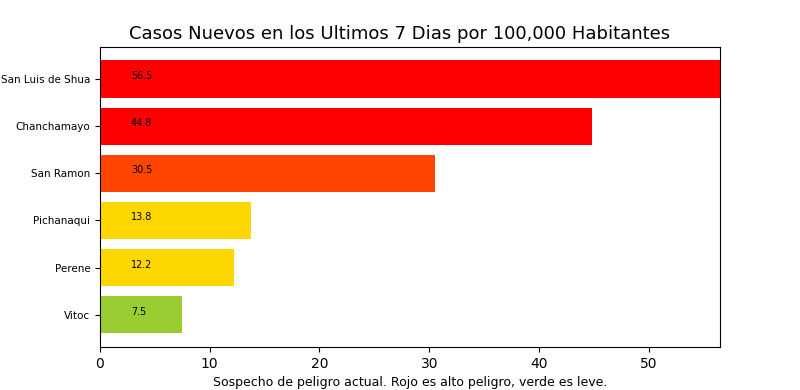 Casos Nuevos en los Ultimos 7 Dias por 100,000 Habitantes
San Luis de Shua 56.5
Chanchamayo 44.8
San Ramon 30.5
Pichanaqui 13.8
Perene 12.2
Vitoc 7.5
0 10 20 30 40 50
Sospecho de peligro actual. Rojo es alto peligro, verde es leve.